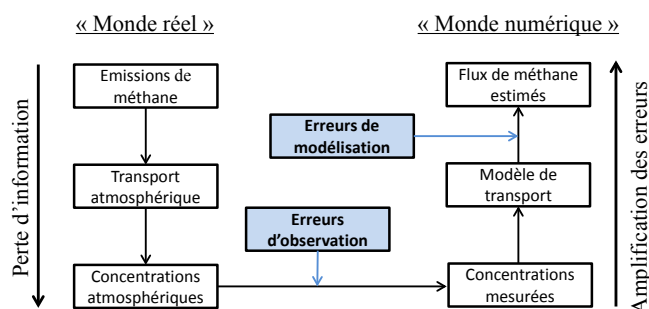 « Monde réel »
« Monde numérique »
Perte d’information
Emissions de
méthane
Transport
atmosphérique
Concentrations
atmosphériques
Erreurs de
modélisation
Erreurs
d'observation
Flux de méthane
estimés
Modèle de
transport
Concentrations
mesurées
Amplification des erreurs